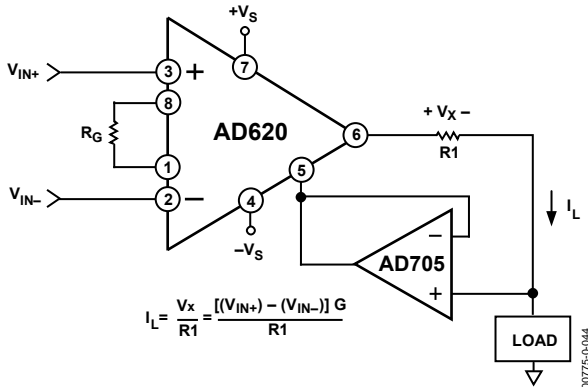 +VS
VIN+
3
+
7
8
RG
AD620
6
+ VX –
R1
1
5
VIN–
2
–
4
–VS
–
AD705
+
IL
IL = Vx/R1 = [(VIN+) – (VIN–)] G/R1
LOAD
00775-0-044